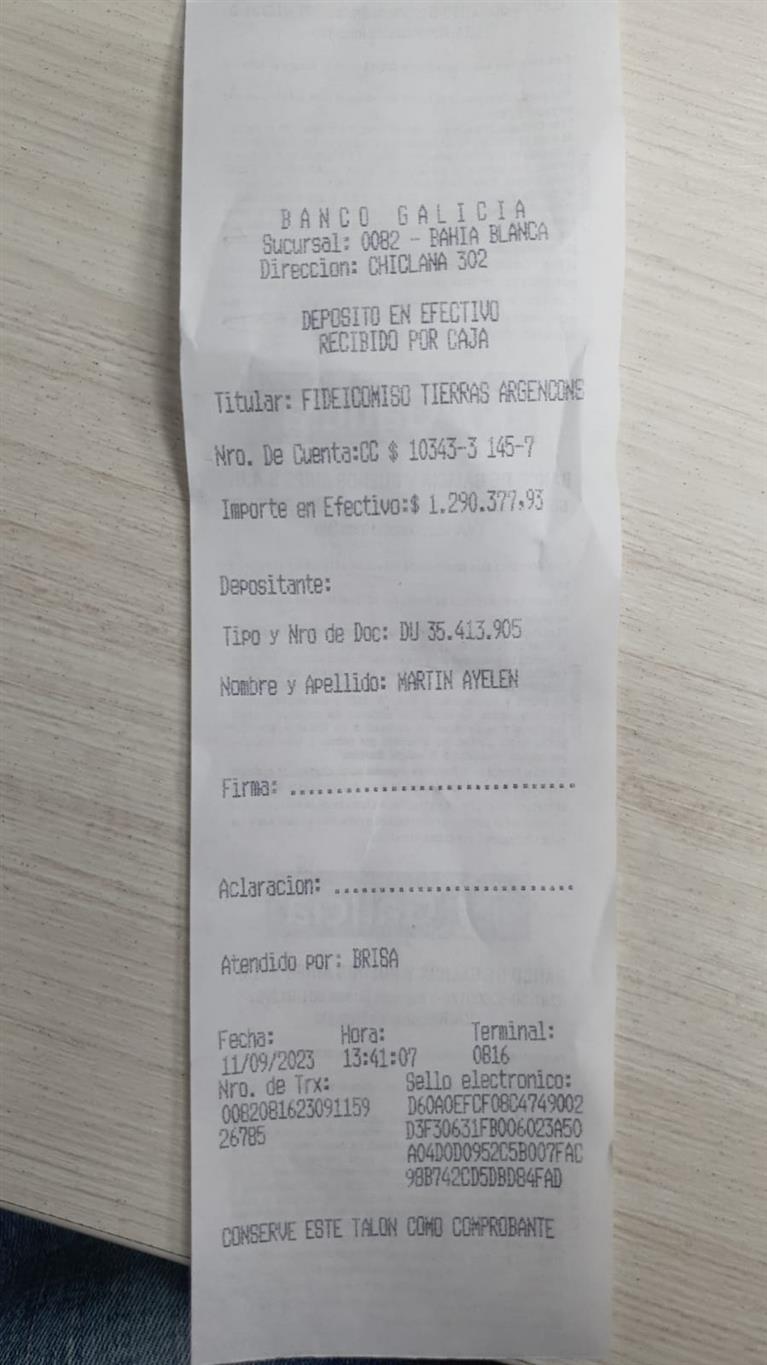 BANCO GALICIA
Sucursal: 0082 - BAHIA BLANCA
Direccion: CHICLANA 302
DEPOSITO EN EFECTIVO
RECIBIDO POR CAJA
Titular: FIDEICOMISO TIERRAS ARGENCONS
Nro. De Cuenta:CC $ 10343-3 145-7
Importe en Efectivo:$ 1.290.377,93
Depositante:
Tipo y Nro de Doc: DU 35.413.905
Nombre y Apellido: MARTIN AYELEN
Firma: ...............................
Aclaracion: ..........................
Atendido por: BRISA
Fecha: Hora: Terminal:
11/09/2023 13:41:07 0816
Nro. de Trx: Sello electronico:
0082081623091159 D60A0EFCF08C4749002
26785 D3F30631FB006023A50
A04D0D0952C5B007FAC
98B742CD5DBD84FAD
CONSERVE ESTE TALON COMO COMPROBANTE